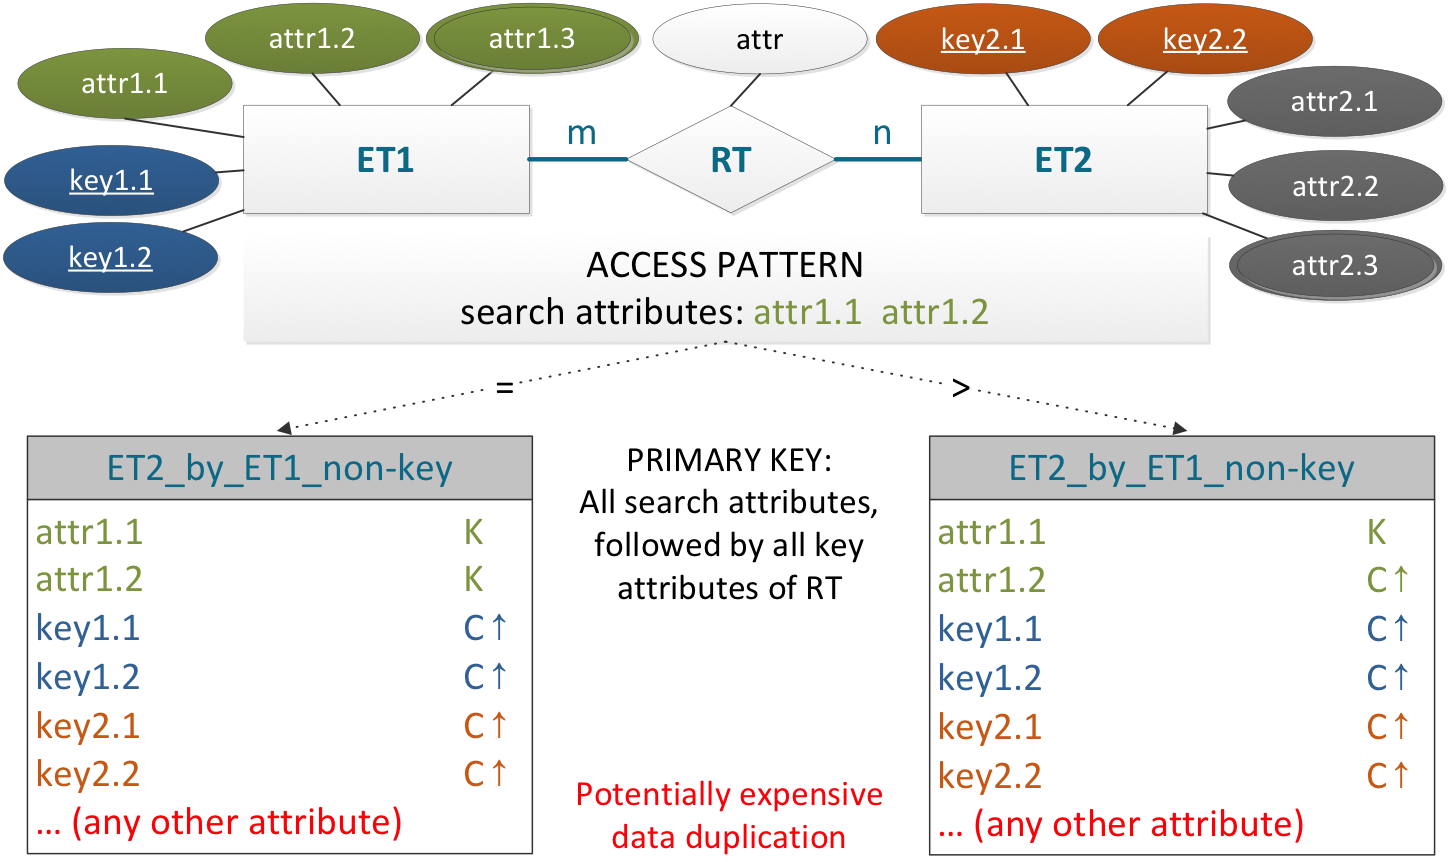 attr1.1
attr1.2
attr1.3
attr
key2.1
key2.2
attr2.1
attr2.2
attr2.3
key1.1
key1.2
ET1
m
RT
n
ET2
ACCESS PATTERN
search attributes: attr1.1 attr1.2
=
>
ET2_by_ET1_non-key
attr1.1 K
attr1.2 K
key1.1 C↑
key1.2 C↑
key2.1 C↑
key2.2 C↑
... (any other attribute)
PRIMARY KEY:
All search attributes,
followed by all key
attributes of RT
Potentially expensive
data duplication
ET2_by_ET1_non-key
attr1.1 K
attr1.2 C↑
key1.1 C↑
key1.2 C↑
key2.1 C↑
key2.2 C↑
... (any other attribute)